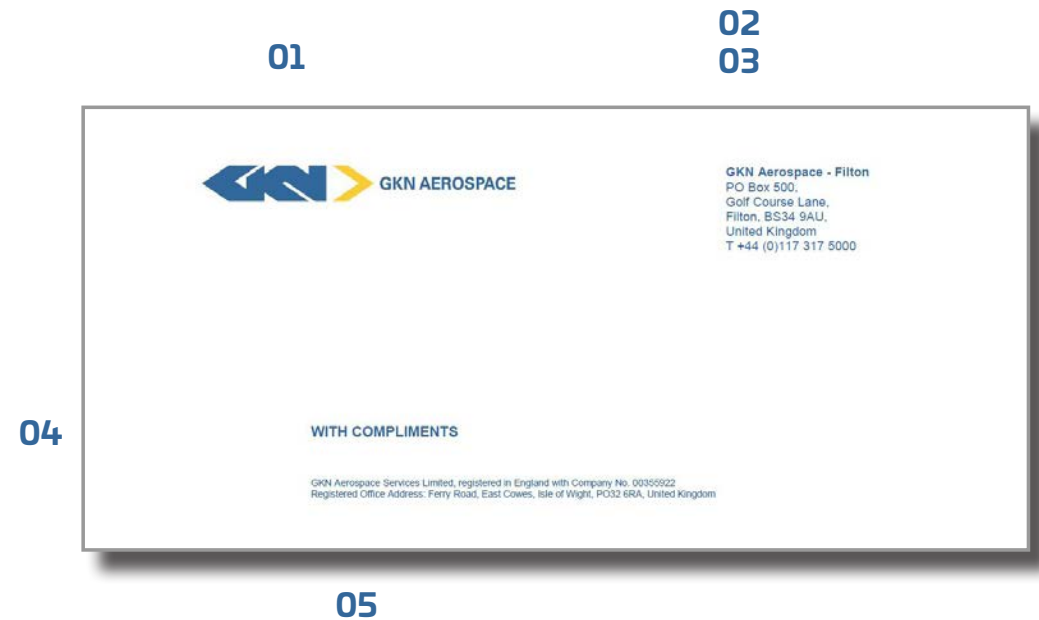 01
02
03
GKN
GKN AEROSPACE
GKN Aerospace - Filton
PO Box 500,
Golf Course Lane,
Filton, BS34 9AU,
United Kingdom
T +44 (0)117 317 5000
04
WITH COMPLIMENTS
GKN Aerospace Services Limited, registered in England with Company No. 00355922
Registered Office Address: Ferry Road, East Cowes, Isle of Wight, PO32 6RA, United Kingdom
05